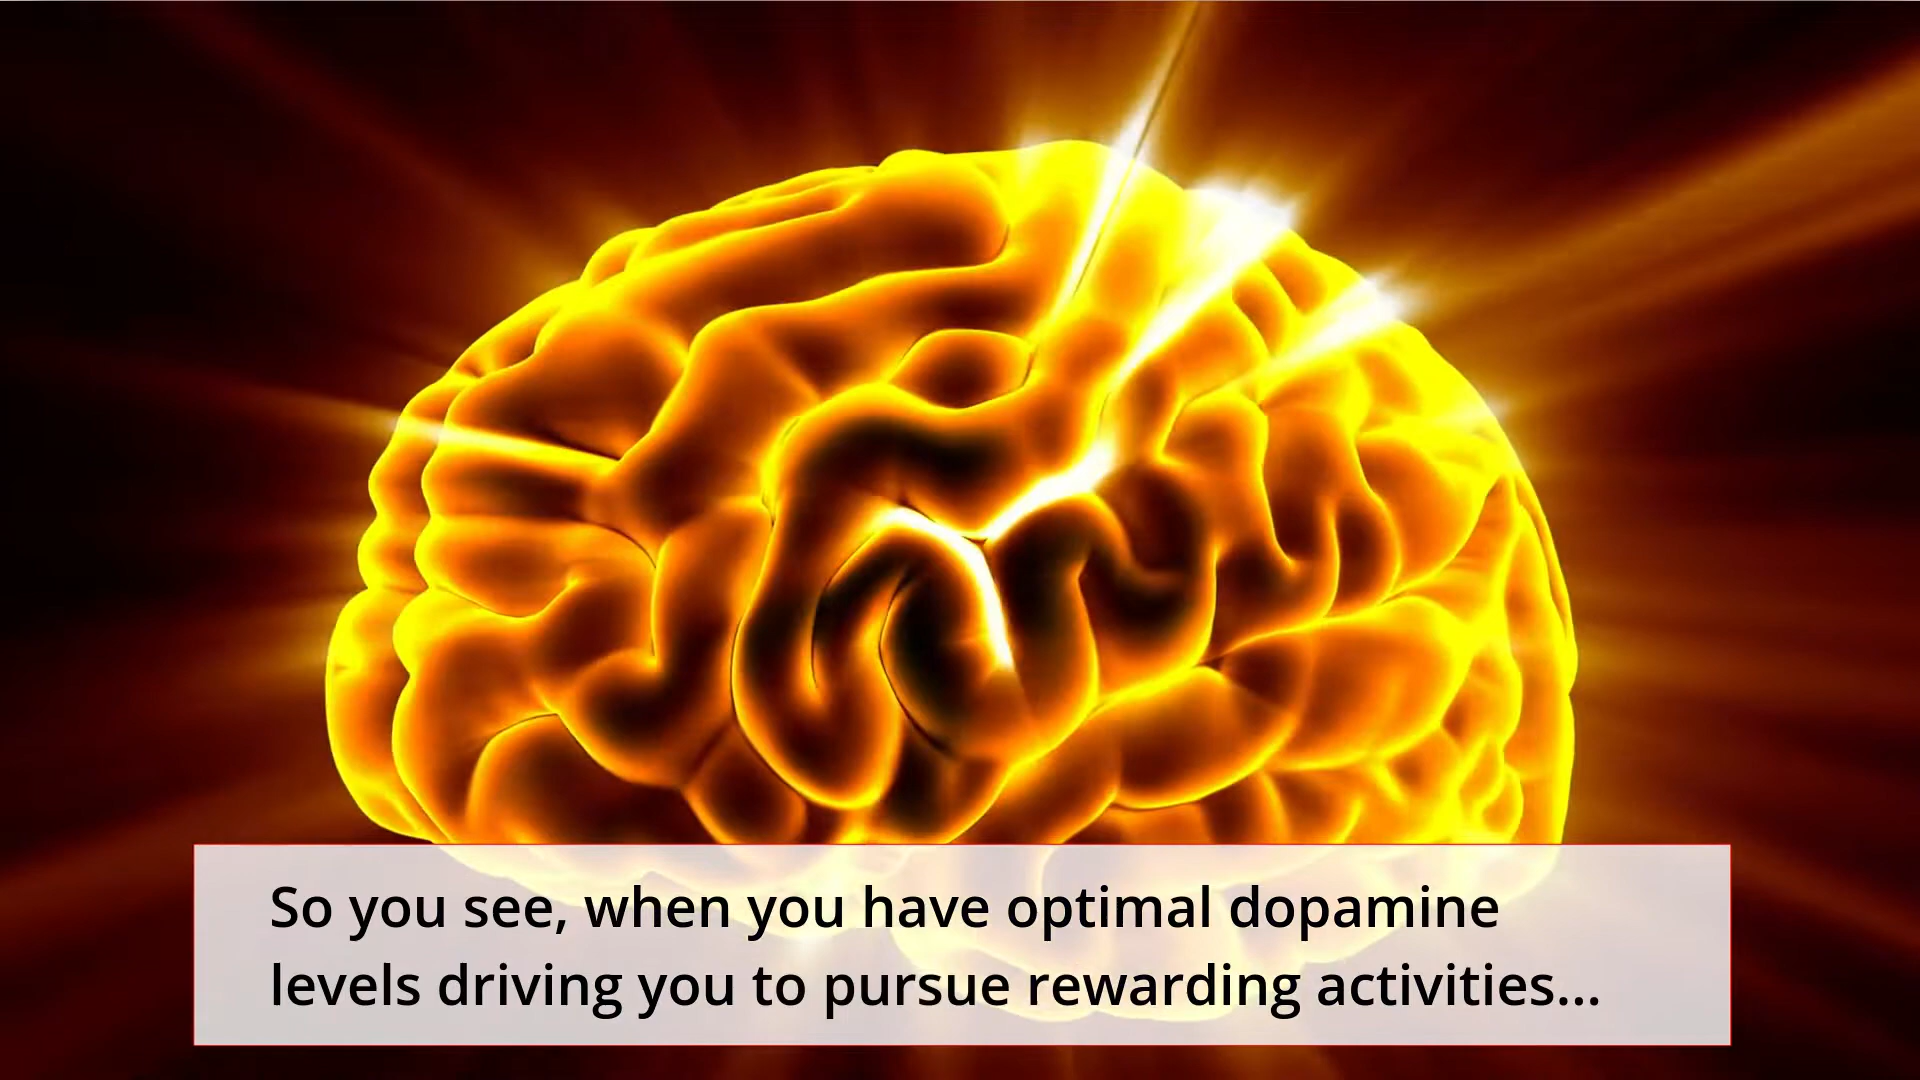 So you see, when you have optimal dopamine
levels driving you to pursue rewarding activities...